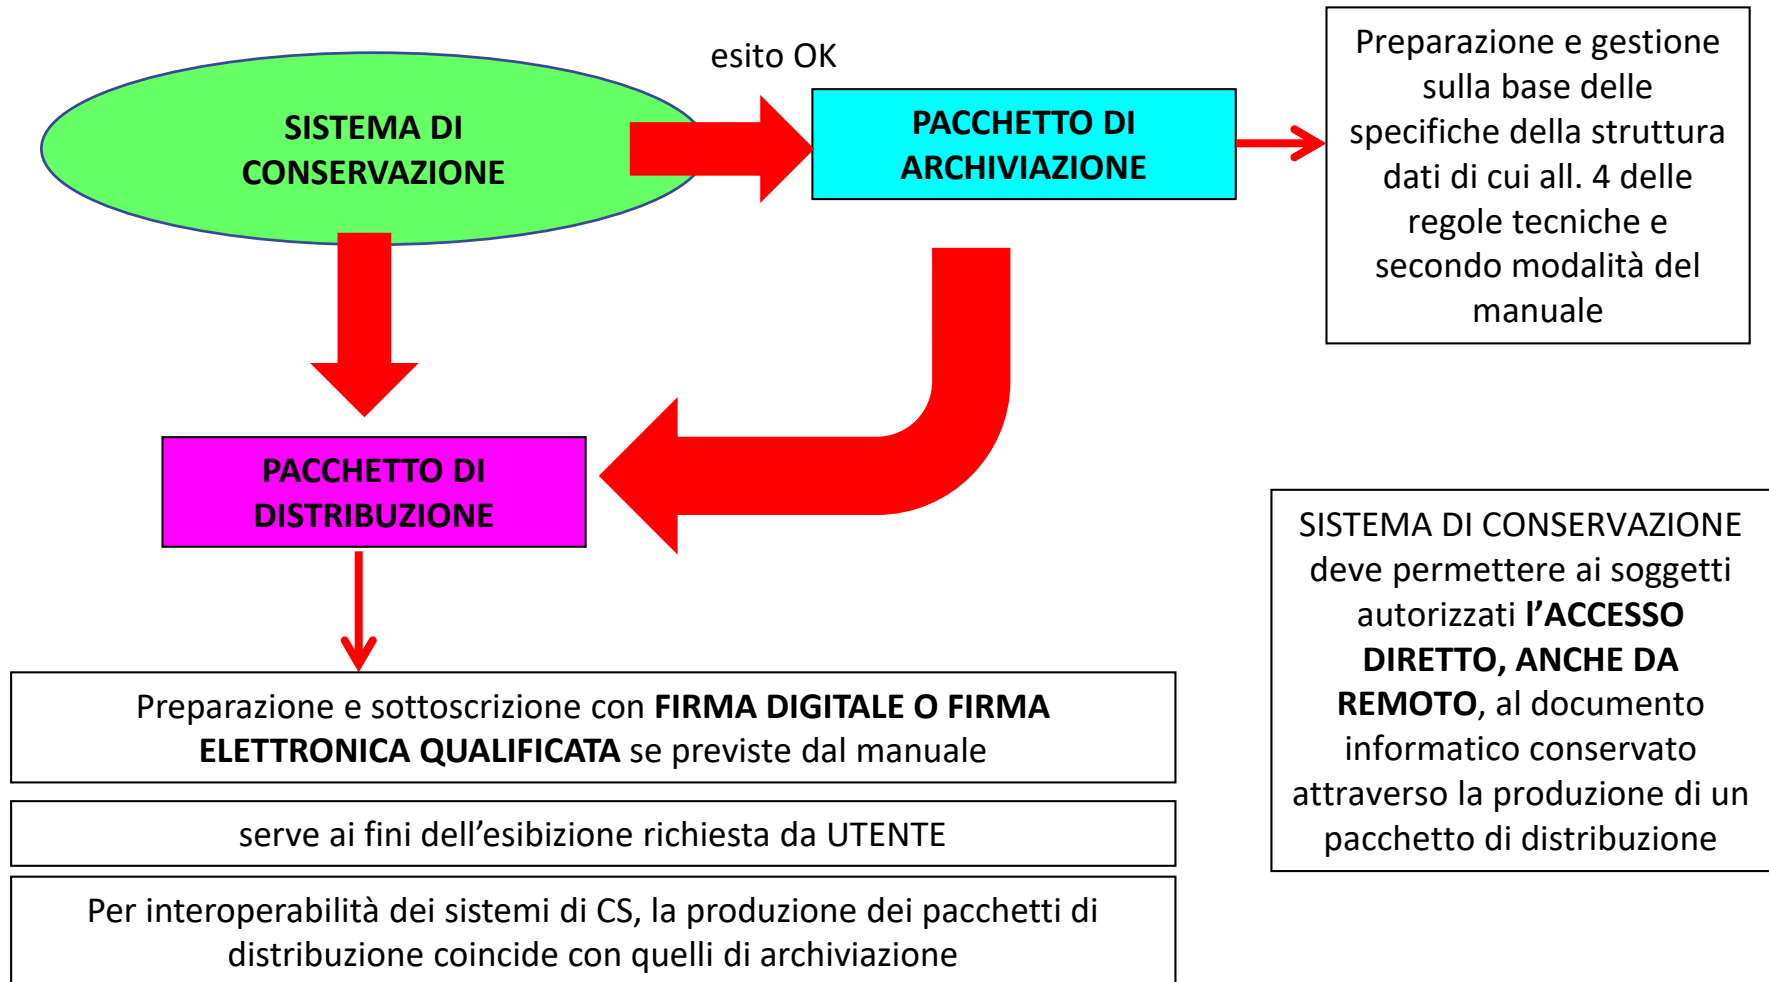 esito OK
SISTEMA DI
CONSERVAZIONE
PACCHETTO DI
ARCHIVIAZIONE
Preparazione e gestione
sulla base delle
specifiche della struttura
dati di cui all. 4 delle
regole tecniche e
secondo modalità del
manuale
PACCHETTO DI
DISTRIBUZIONE
SISTEMA DI CONSERVAZIONE
deve permettere ai soggetti
autorizzati l’ACCESSO
DIRETTO, ANCHE DA
REMOTO, al documento
informatico conservato
attraverso la produzione di un
pacchetto di distribuzione
Preparazione e sottoscrizione con FIRMA DIGITALE O FIRMA
ELETTRONICA QUALIFICATA se previste dal manuale
serve ai fini dell’esibizione richiesta da UTENTE
Per interoperabilità dei sistemi di CS, la produzione dei pacchetti di
distribuzione coincide con quelli di archiviazione